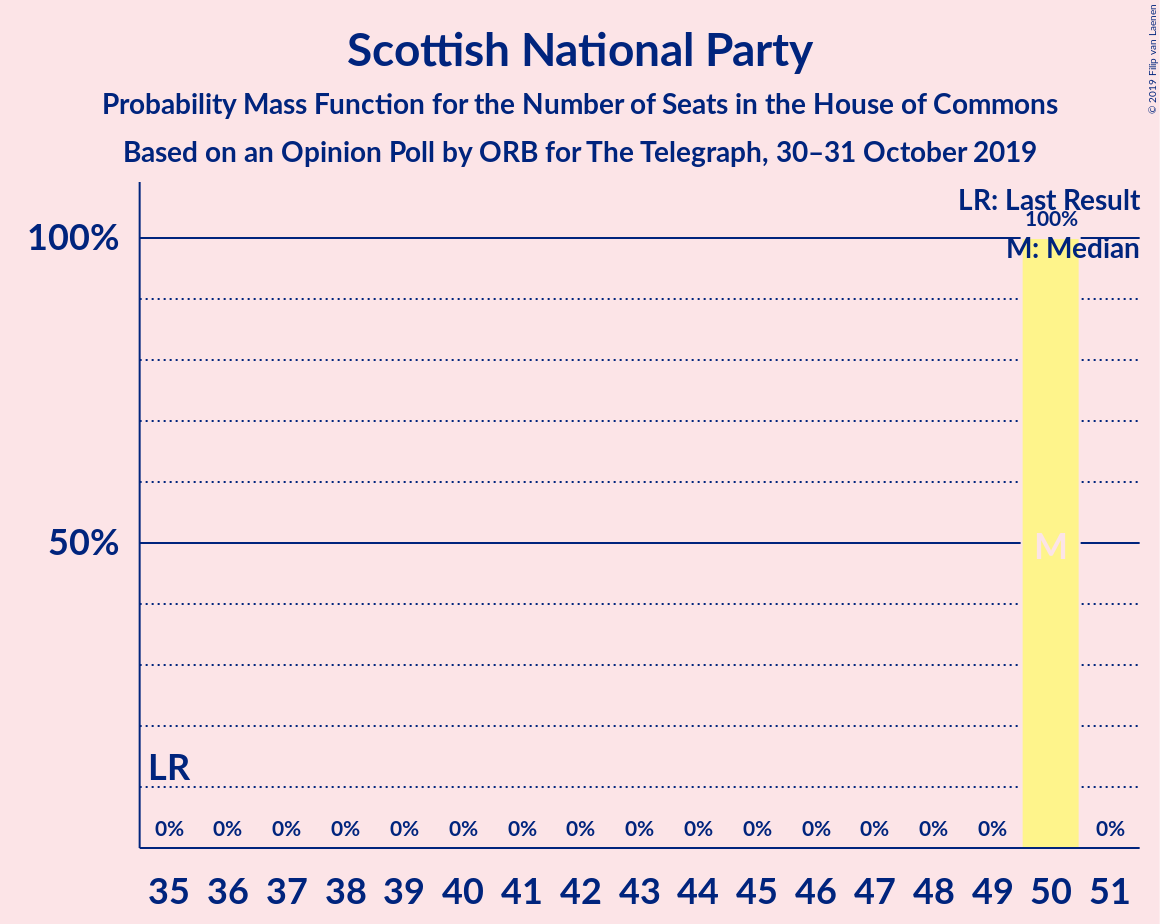 Scottish National Party
Probability Mass Function for the Number of Seats in the House of Commons
Based on an Opinion Poll by ORB for The Telegraph, 30–31 October 2019
© 2019 Filip van Laenen
LR: Last Result
100%
M: Median
100%
50%
M
LR
0% 0% 0% 0% 0% 0% 0% 0% 0% 0% 0% 0% 0% 0% 0% 0%
35 36 37 38 39 40 41 42 43 44 45 46 47 48 49 50 51